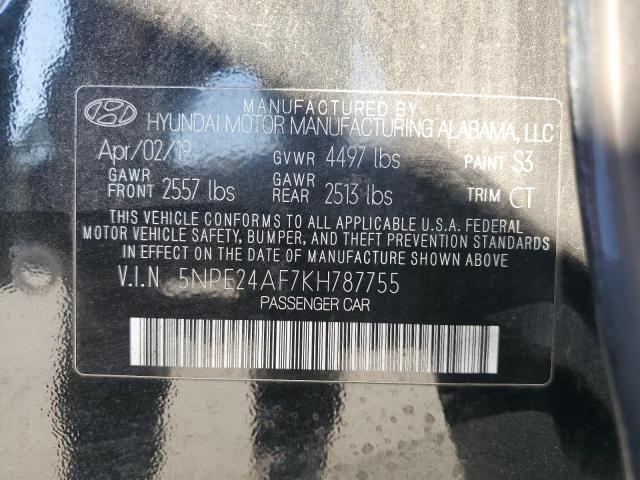 MANUFACTURED BY
HYUNDAI MOTOR MANUFACTURING ALABAMA, LLC
Apr/02/19 GVWR 4497 lbs PAINT S3
GAWR FRONT 2557 lbs GAWR REAR 2513 lbs TRIM CT
THIS VEHICLE CONFORMS TO ALL APPLICABLE U.S.A. FEDERAL
MOTOR VEHICLE SAFETY, BUMPER, AND THEFT PREVENTION
STANDARDS IN EFFECT ON THE DATE OF MANUFACTURE SHOWN ABOVE
V.I.N 5NPE24AF7KH787755
PASSENGER CAR